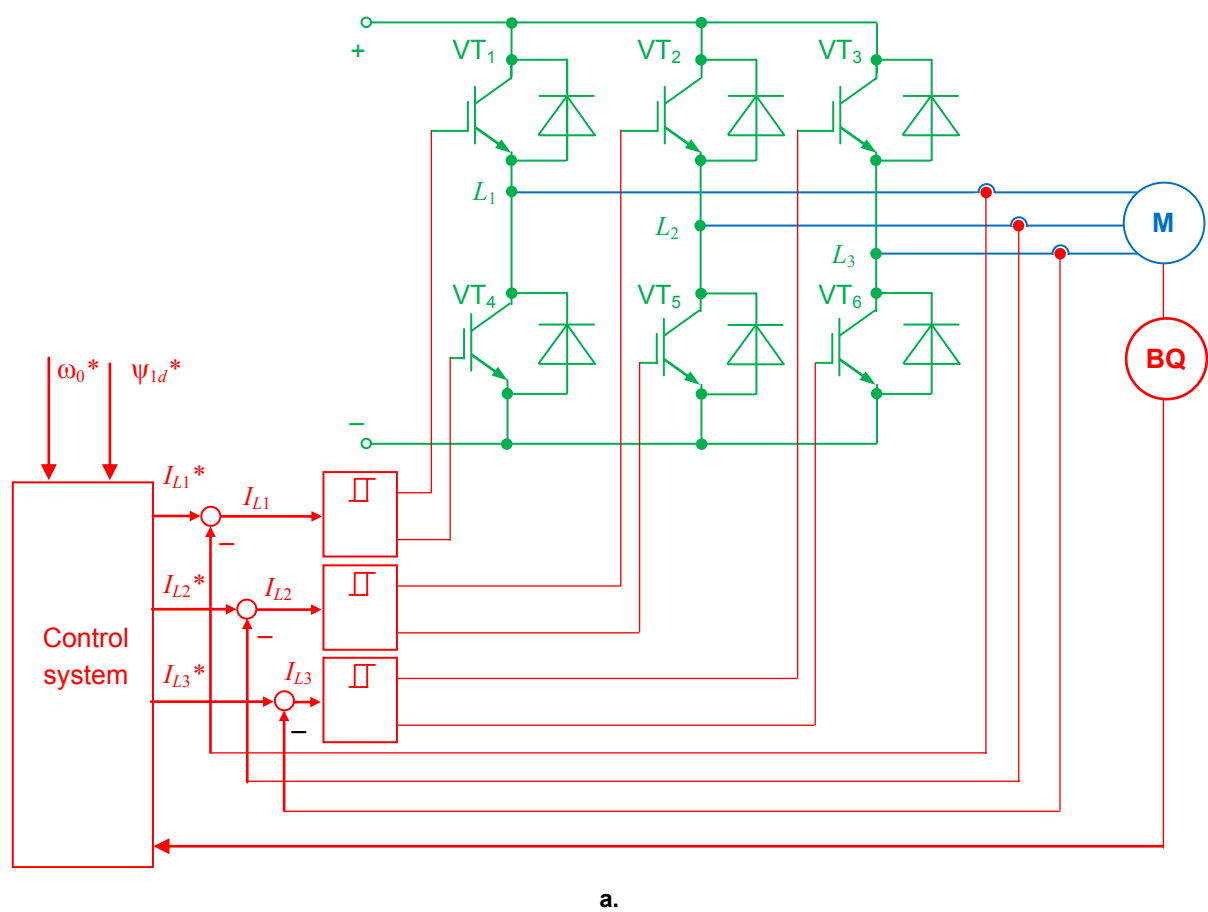 +
VT1
VT2
VT3
L1
L2
L3
M
VT4
VT5
VT6
ω0*
ψ1d*
BQ
−
IL1*
IL1
−
IL2*
IL2
−
Control
system
IL3*
IL3
−
a.